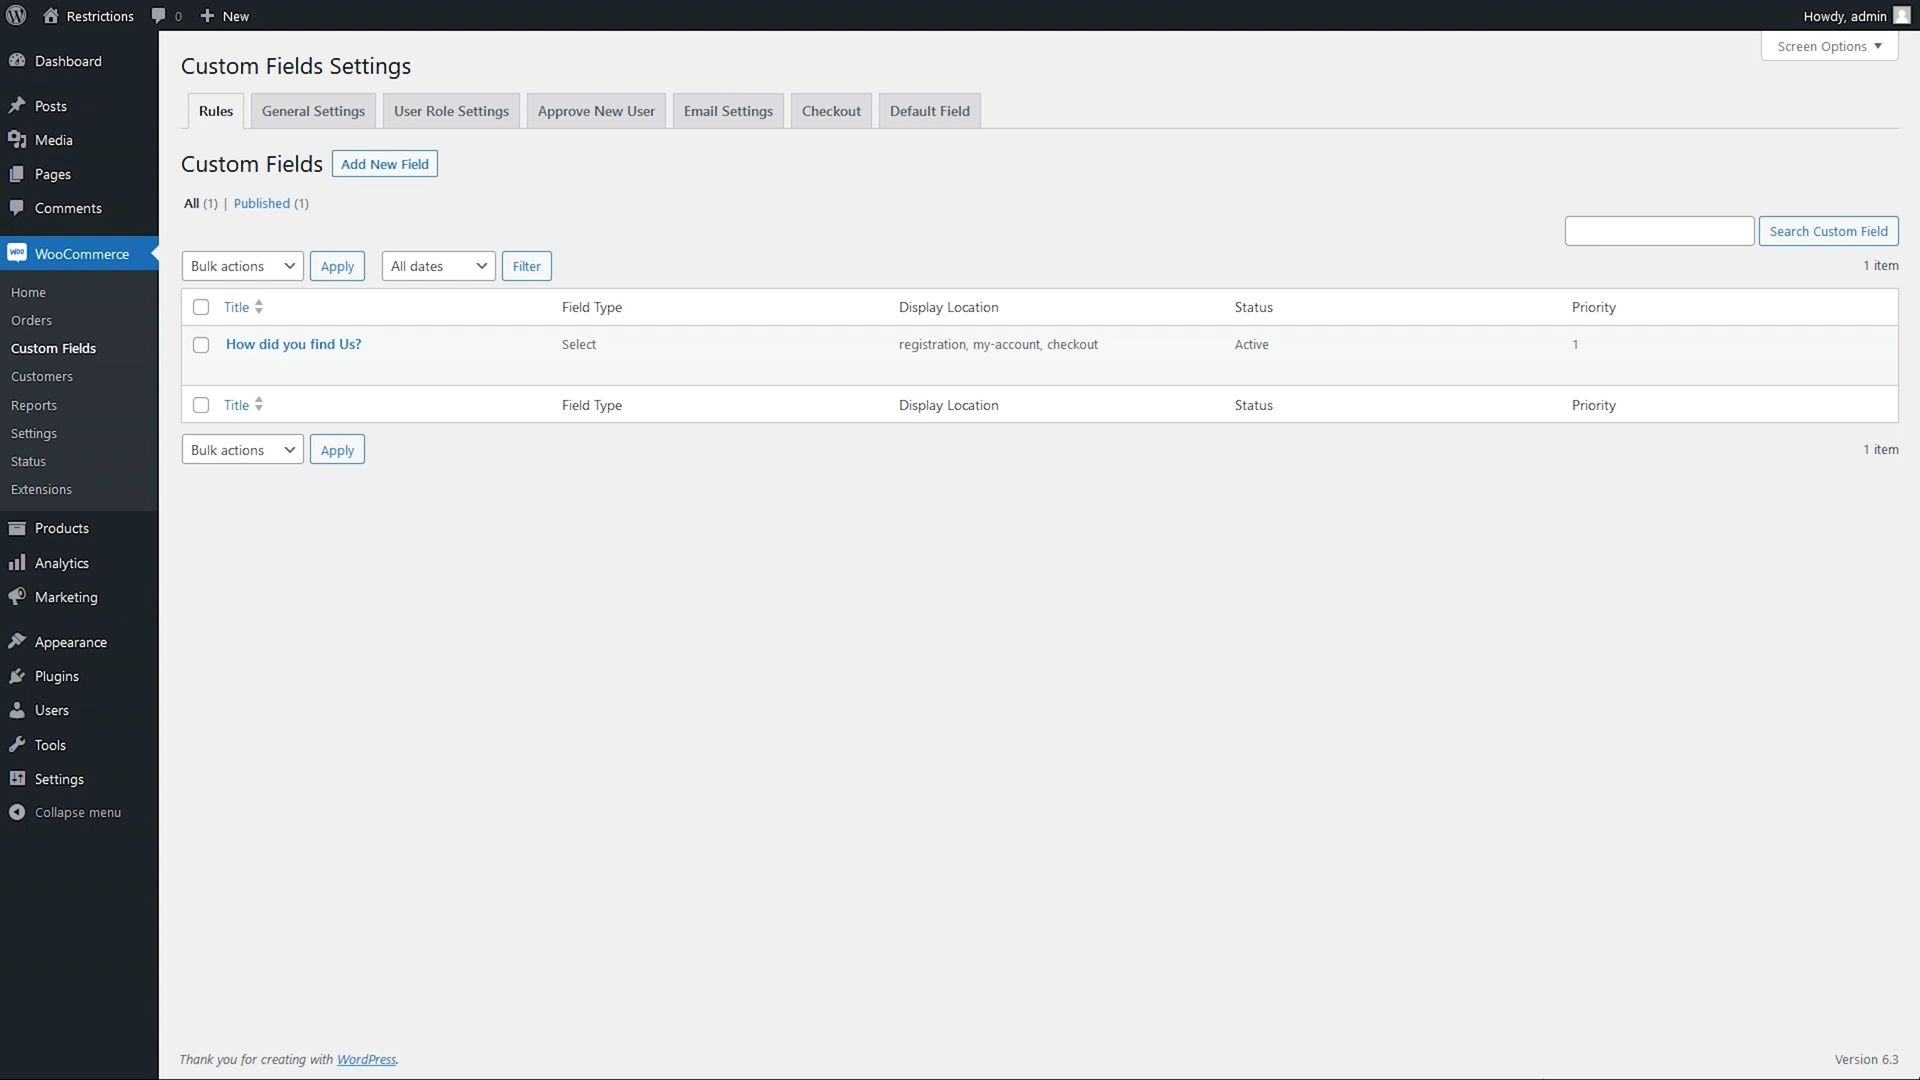 Restrictions 0 New Howdy, admin
Screen Options
Dashboard
Posts
Media
Pages
Comments
Woo WooCommerce
Home
Orders
Custom Fields
Customers
Reports
Settings
Status
Extensions
Products
Analytics
Marketing
Appearance
Plugins
Users
Tools
Settings
Collapse menu
Custom Fields Settings
Rules General Settings User Role Settings Approve New User Email Settings Checkout Default Field
Custom Fields Add New Field
All (1) | Published (1)
Search Custom Field
Bulk actions Apply All dates Filter 1 item
Title Field Type Display Location Status Priority
How did you find Us? Select registration, my-account, checkout Active 1
Title Field Type Display Location Status Priority
Bulk actions Apply 1 item
Thank you for creating with WordPress. Version 6.3